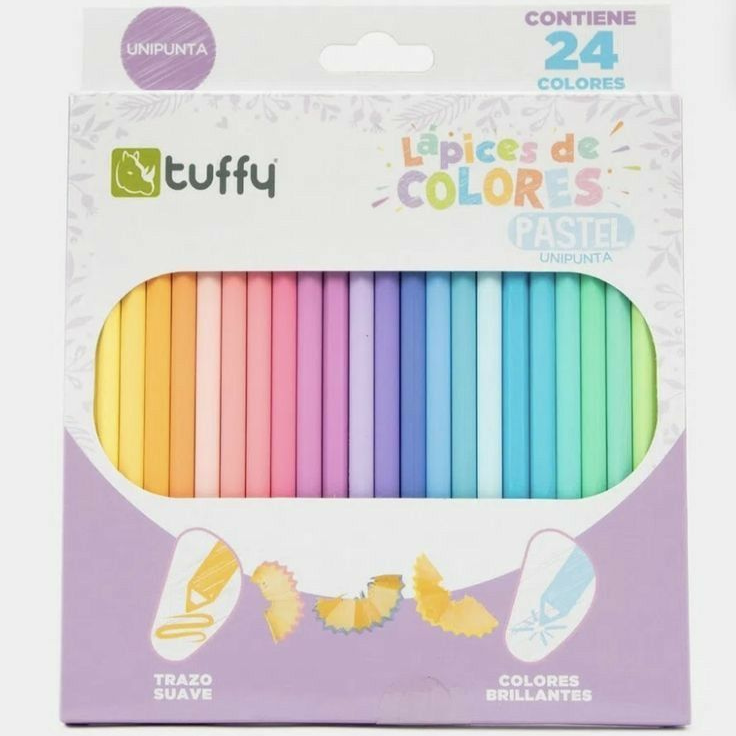 UNIPUNTA
CONTIENE
24
COLORES
tuffy
Lápices de
COLORES
PASTEL
UNIPUNTA
TRAZO
SUAVE
COLORES
BRILLANTES